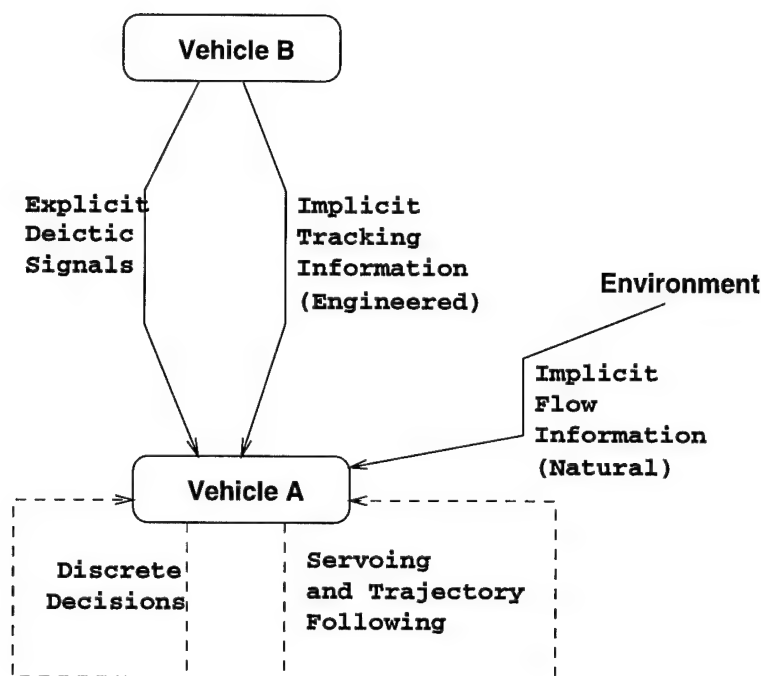 Vehicle B
Explicit
Deictic
Signals
Implicit
Tracking
Information
(Engineered)
Environment
Implicit
Flow
Information
(Natural)
Vehicle A
Discrete
Decisions
Servoing
and Trajectory
Following